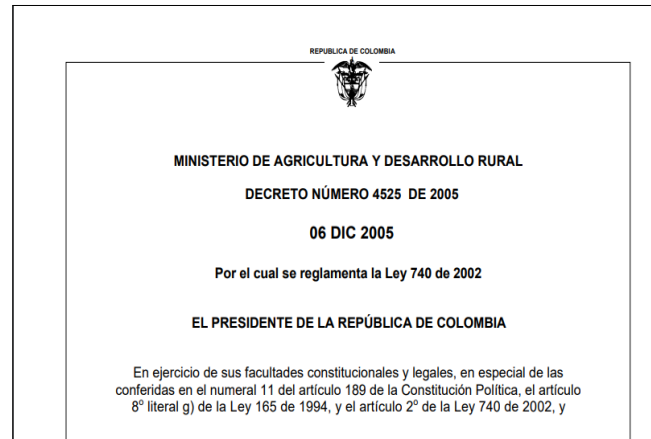 REPUBLICA DE COLOMBIA
MINISTERIO DE AGRICULTURA Y DESARROLLO RURAL
DECRETO NÚMERO 4525 DE 2005
06 DIC 2005
Por el cual se reglamenta la Ley 740 de 2002
EL PRESIDENTE DE LA REPÚBLICA DE COLOMBIA
En ejercicio de sus facultades constitucionales y legales, en especial de las
conferidas en el numeral 11 del artículo 189 de la Constitución Política, el artículo
8º literal g) de la Ley 165 de 1994, y el artículo 2º de la Ley 740 de 2002, y